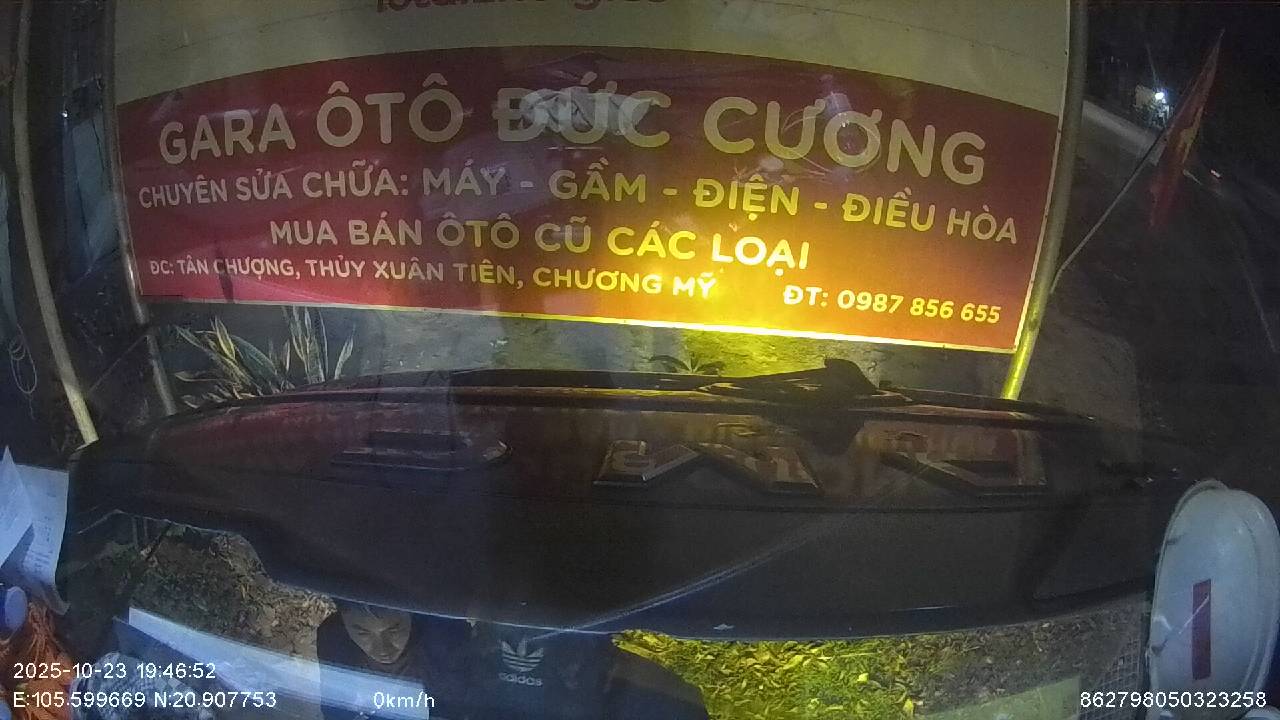 GARA ÔTÔ ĐỨC CƯƠNG
CHUYÊN SỬA CHỮA: MÁY - GẦM - ĐIỆN - ĐIỀU HÒA
MUA BÁN ÔTÔ CŨ CÁC LOẠI
ĐC: TÂN CHƯỢNG, THỦY XUÂN TIÊN, CHƯƠNG MỸ
ĐT: 0987 856 655
adidas
2025-10-23 19:46:52
E:105.599669 N:20.907753
0km/h
862798050323258